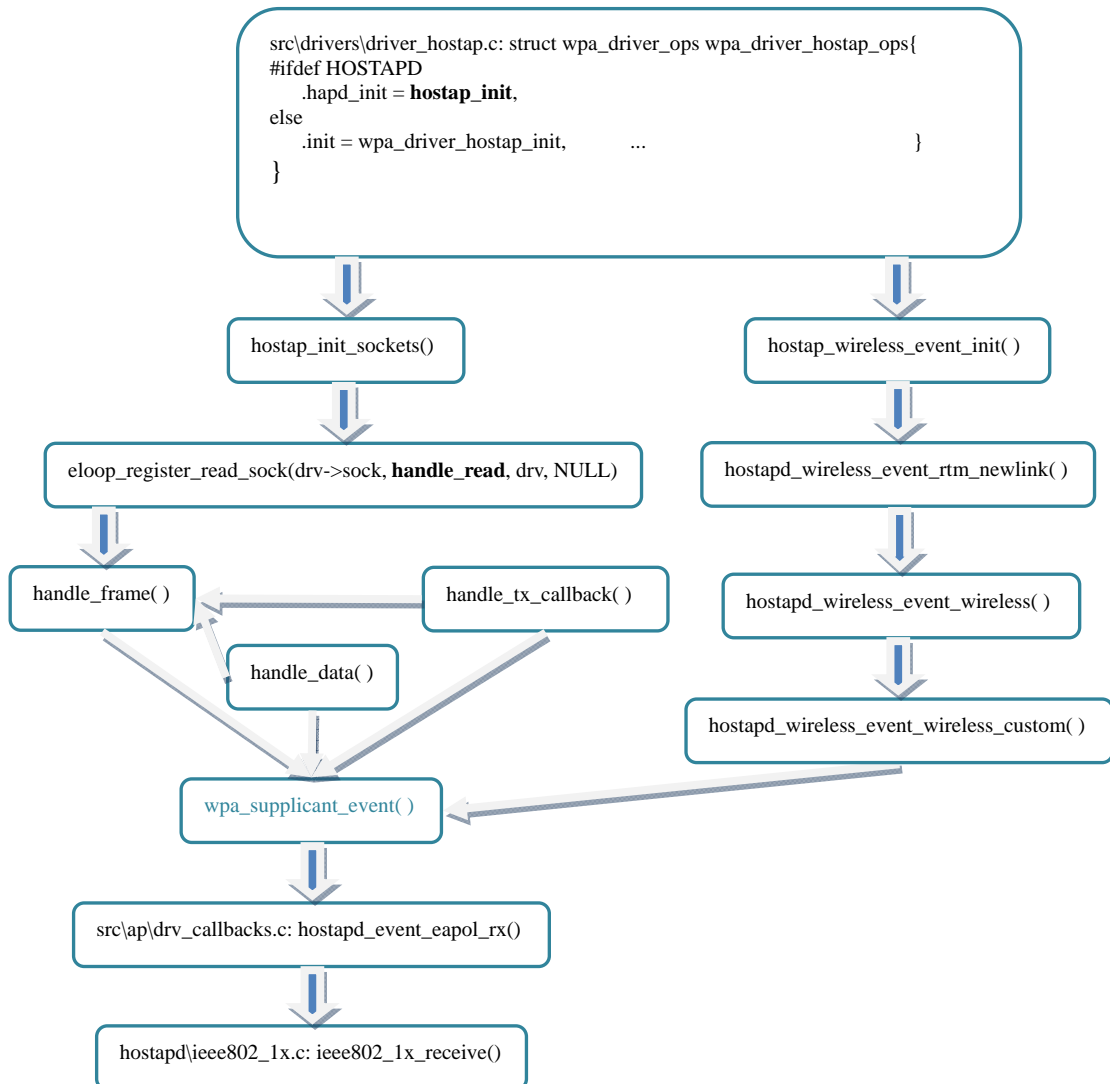 src\drivers\driver_hostap.c: struct wpa_driver_ops wpa_driver_hostap_ops{
#ifdef HOSTAPD
.hapd_init = hostap_init,
else
.init = wpa_driver_hostap_init, ... }
}
hostap_init_sockets()
hostap_wireless_event_init( )
eloop_register_read_sock(drv->sock, handle_read, drv, NULL)
hostapd_wireless_event_rtm_newlink( )
handle_frame( )
handle_tx_callback( )
hostapd_wireless_event_wireless( )
handle_data( )
hostapd_wireless_event_wireless_custom( )
wpa_supplicant_event( )
src\ap\drv_callbacks.c: hostapd_event_eapol_rx()
hostapd\ieee802_1x.c: ieee802_1x_receive()